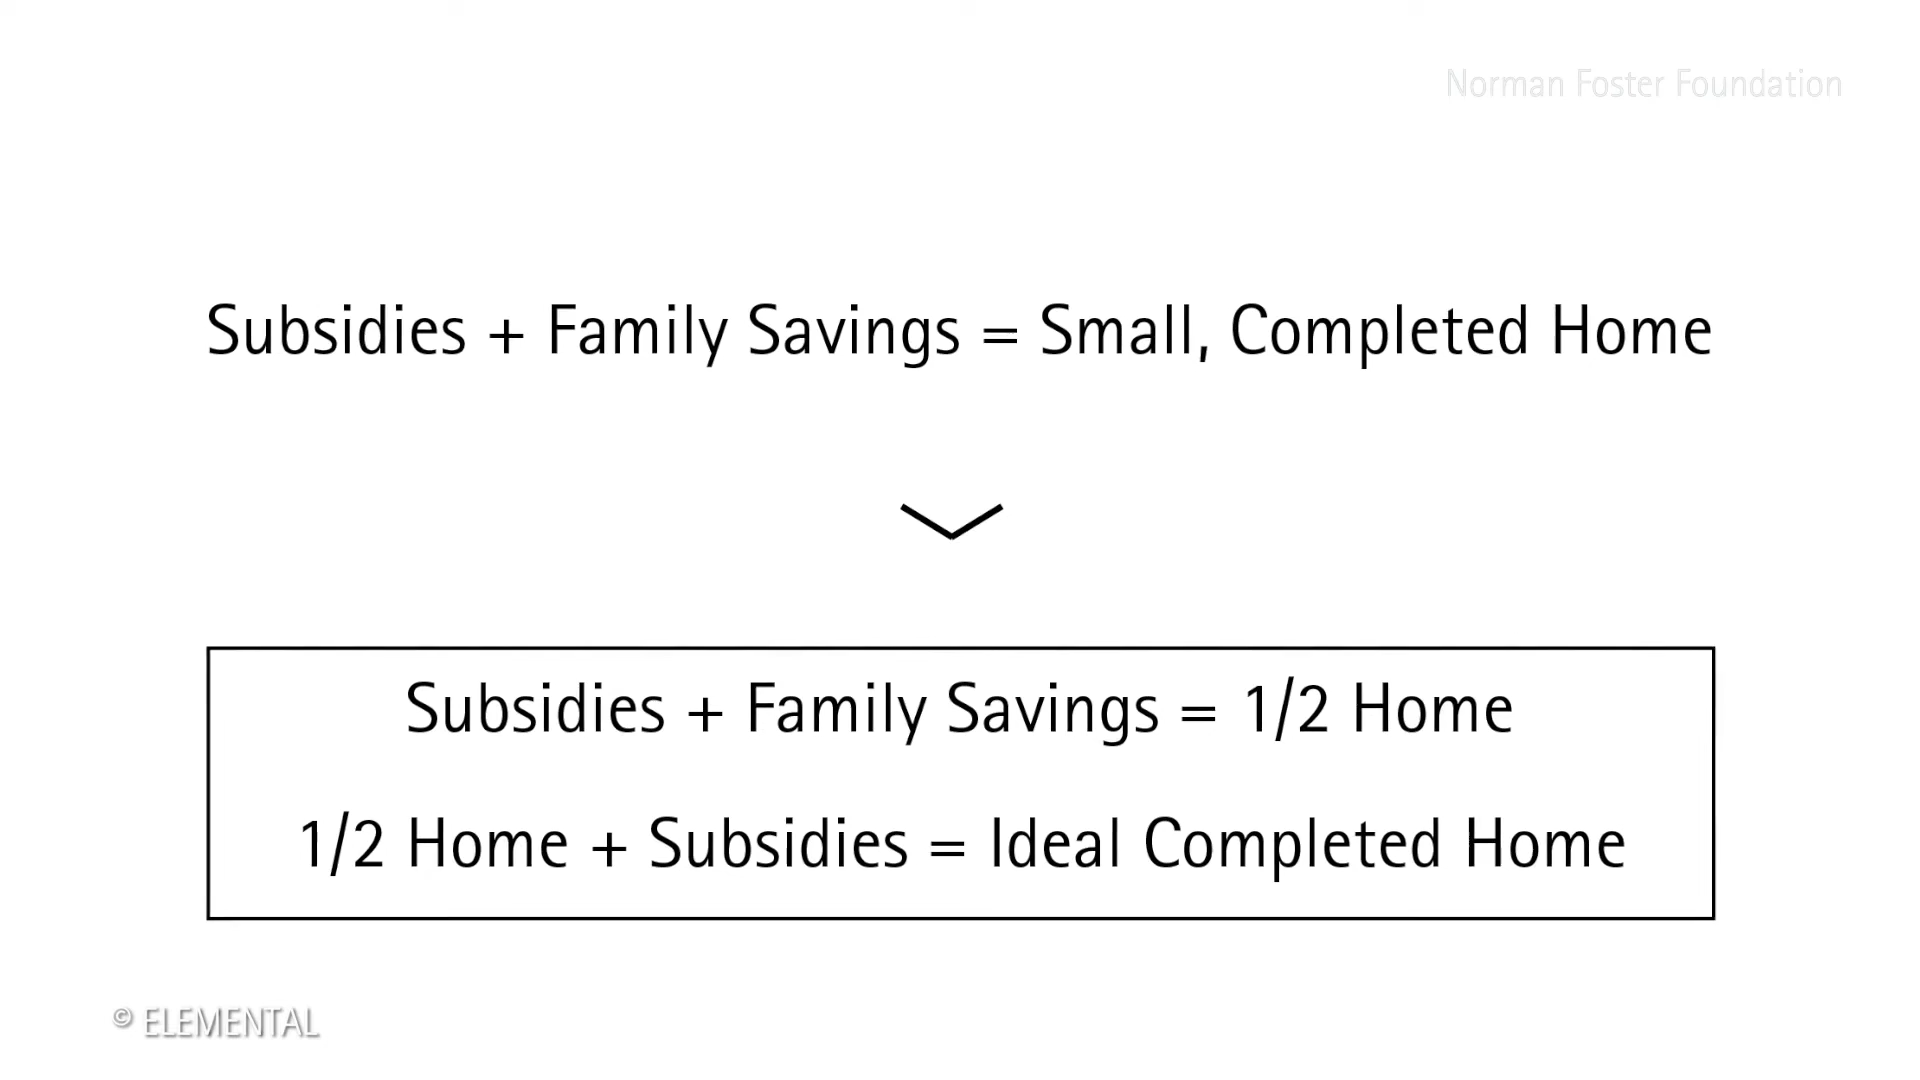 Norman Foster Foundation
Subsidies + Family Savings = Small, Completed Home
Subsidies + Family Savings = 1/2 Home
1/2 Home + Subsidies = Ideal Completed Home
© ELEMENTAL